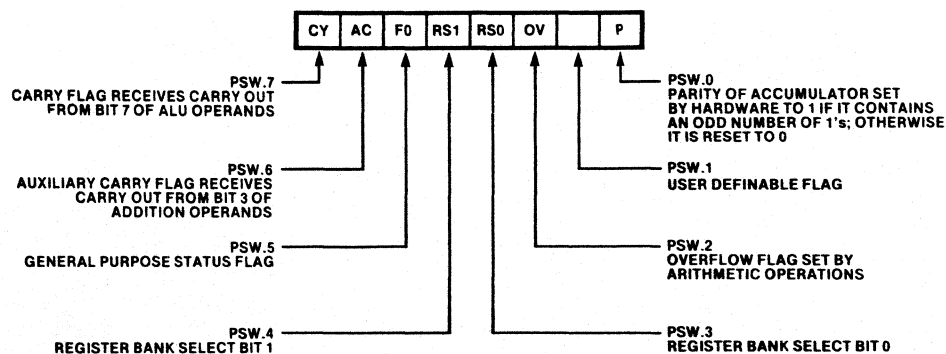 CY AC F0 RS1 RS0 OV P
PSW.7
CARRY FLAG RECEIVES CARRY OUT
FROM BIT 7 OF ALU OPERANDS
PSW.6
AUXILIARY CARRY FLAG RECEIVES
CARRY OUT FROM BIT 3 OF
ADDITION OPERANDS
PSW.5
GENERAL PURPOSE STATUS FLAG
PSW.4
REGISTER BANK SELECT BIT 1
PSW.0
PARITY OF ACCUMULATOR SET
BY HARDWARE TO 1 IF IT CONTAINS
AN ODD NUMBER OF 1's; OTHERWISE
IT IS RESET TO 0
PSW.1
USER DEFINABLE FLAG
PSW.2
OVERFLOW FLAG SET BY
ARITHMETIC OPERATIONS
PSW.3
REGISTER BANK SELECT BIT 0